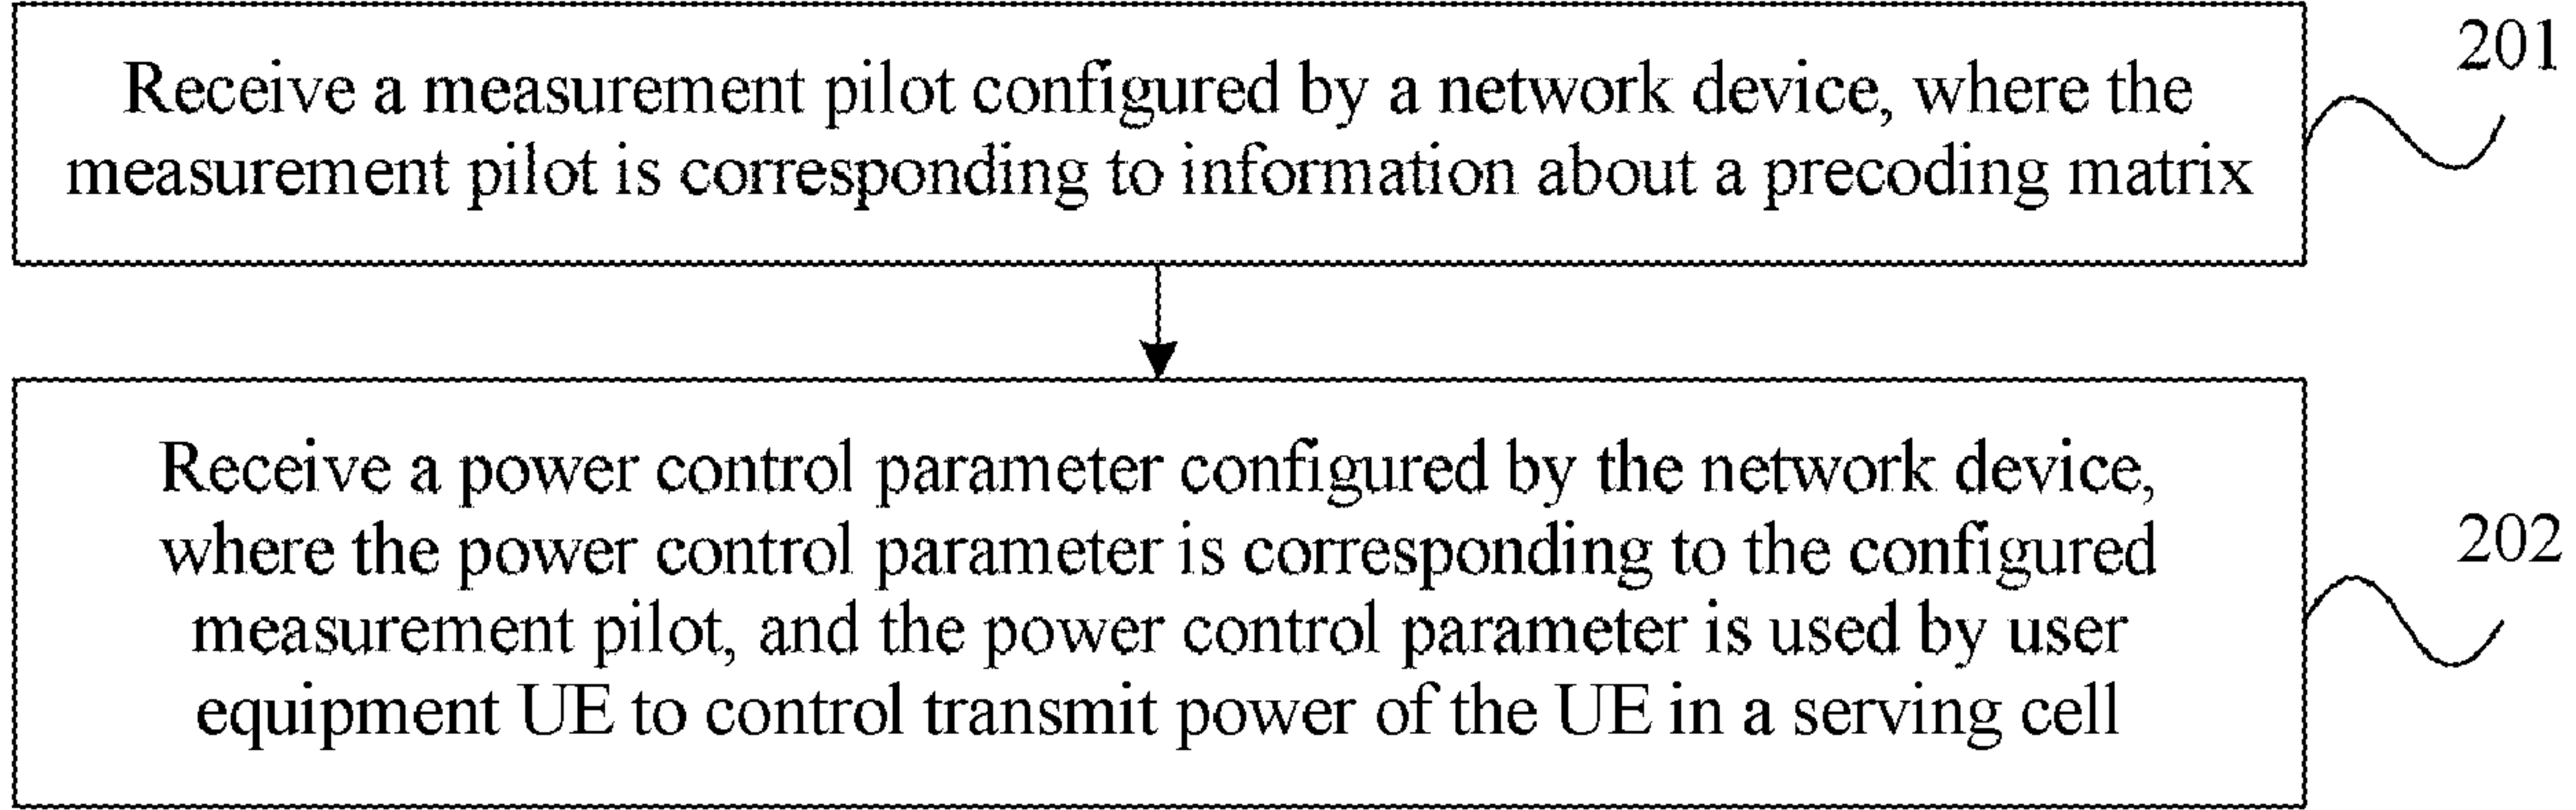 Receive a measurement pilot configured by a network device, where the
measurement pilot is corresponding to information about a precoding matrix
201
Receive a power control parameter configured by the network device,
where the power control parameter is corresponding to the configured
measurement pilot, and the power control parameter is used by user
equipment UE to control transmit power of the UE in a serving cell
202